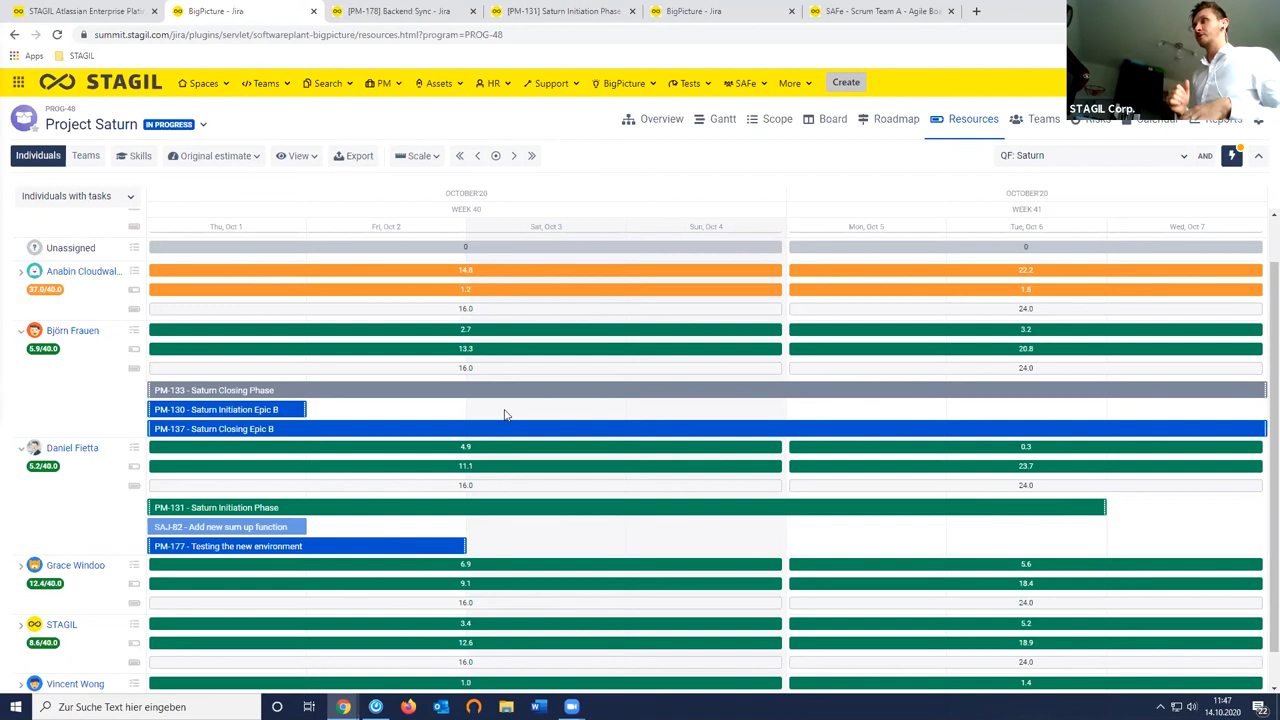 STAGIL Atlassian Enterprise Platf
BigPicture - Jira
[PM-178] Backend Sync - Jira
[PM-131] Saturn Initiation Phase
BigPicture - Jira
SAFe - Scrum Team A - Agile Boa
summit.stagil.com/jira/plugins/servlet/softwareplant-bigpicture/resources.html?program=PROG-48
Apps
STAGIL
STAGIL
Spaces
Teams
Search
PM
Assets
HR
Support
BigPicture
Tests
SAFe
More
Create
STAGIL Corp.
PROG-48
Project Saturn
IN PROGRESS
Overview
Gantt
Scope
Board
Roadmap
Resources
Teams
Risks
Calendar
Reports
Individuals
Teams
Skills
Original estimate
View
Export
Scale
QF: Saturn
AND
Individuals with tasks
OCTOBER'20
OCTOBER'20
WEEK 40
WEEK 41
Thu, Oct 1
Fri, Oct 2
Sat, Oct 3
Sun, Oct 4
Mon, Oct 5
Tue, Oct 6
Wed, Oct 7
Unassigned
0
0
Anabin Cloudwal...
14.8
22.2
37.0/40.0
1.2
1.8
16.0
24.0
Björn Frauen
2.7
3.2
5.9/40.0
13.3
20.8
16.0
24.0
PM-133 - Saturn Closing Phase
PM-130 - Saturn Initiation Epic B
PM-137 - Saturn Closing Epic B
Daniel Fietta
4.9
0.3
5.2/40.0
11.1
23.7
16.0
24.0
PM-131 - Saturn Initiation Phase
SAJ-82 - Add new sum up function
PM-177 - Testing the new environment
Grace Windoo
6.9
5.6
12.4/40.0
9.1
18.4
16.0
24.0
STAGIL
3.4
5.2
8.6/40.0
12.6
18.9
16.0
24.0
Vincent Wong
1.0
1.4
Zur Suche Text hier eingeben
11:47
14.10.2020
22